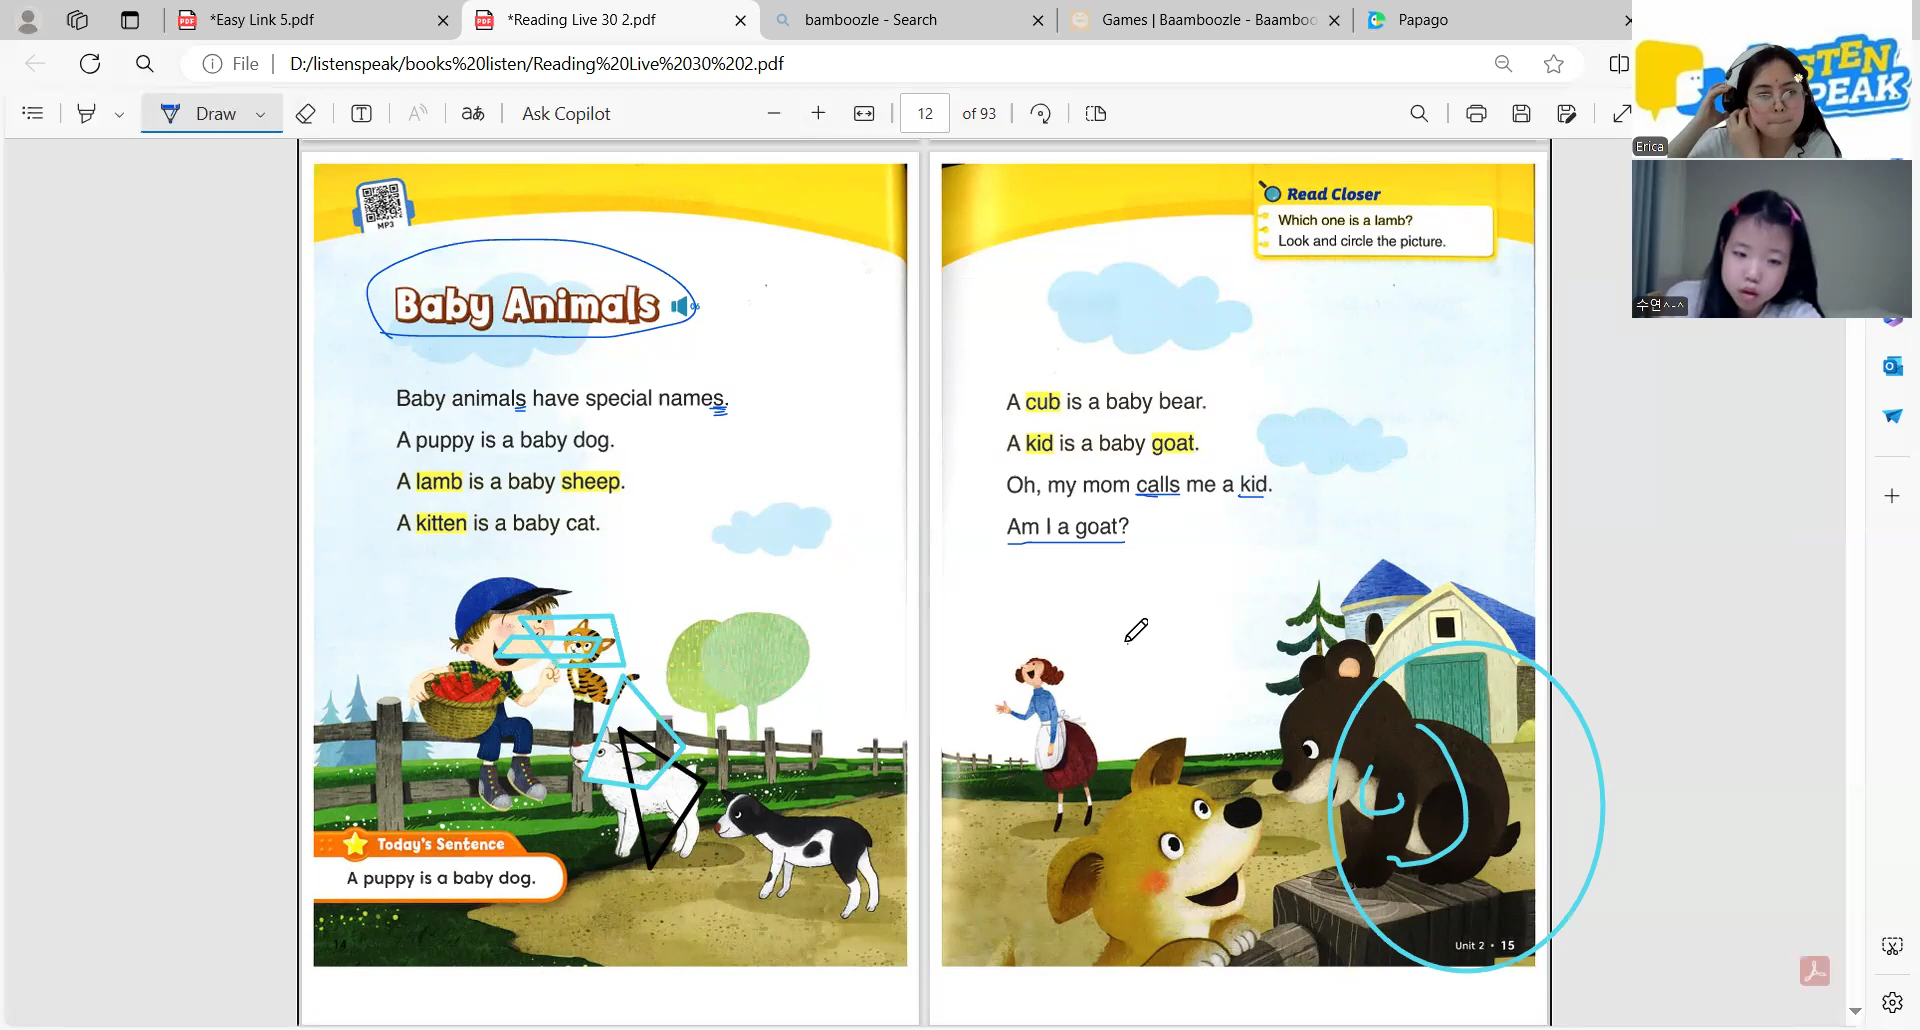 *Easy Link 5.pdf
*Reading Live 30 2.pdf
bamboozle - Search
Games | Baamboozle - Baamboo
Papago
File
D:/listenspeak/books%20listen/Reading%20Live%2030%202.pdf
Draw
Ask Copilot
12
of 93
LISTEN
SPEAK
Erica
수연^-^
MP3
Baby Animals
06
Baby animals have special names.
A puppy is a baby dog.
A lamb is a baby sheep.
A kitten is a baby cat.
Today's Sentence
A puppy is a baby dog.
14
Read Closer
Which one is a lamb?
Look and circle the picture.
A cub is a baby bear.
A kid is a baby goat.
Oh, my mom calls me a kid.
Am I a goat?
Unit 2 • 15